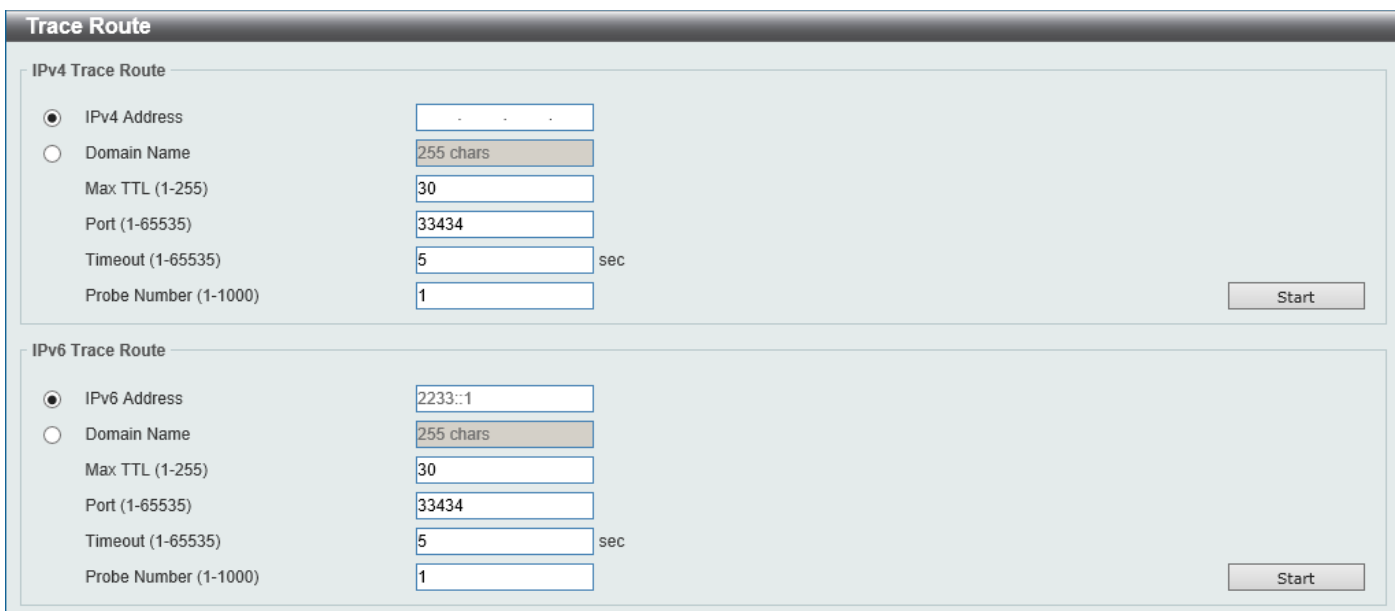 Trace Route
IPv4 Trace Route
IPv4 Address . . .
Domain Name 255 chars
Max TTL (1-255) 30
Port (1-65535) 33434
Timeout (1-65535) 5 sec
Probe Number (1-1000) 1 Start
IPv6 Trace Route
IPv6 Address 2233::1
Domain Name 255 chars
Max TTL (1-255) 30
Port (1-65535) 33434
Timeout (1-65535) 5 sec
Probe Number (1-1000) 1 Start